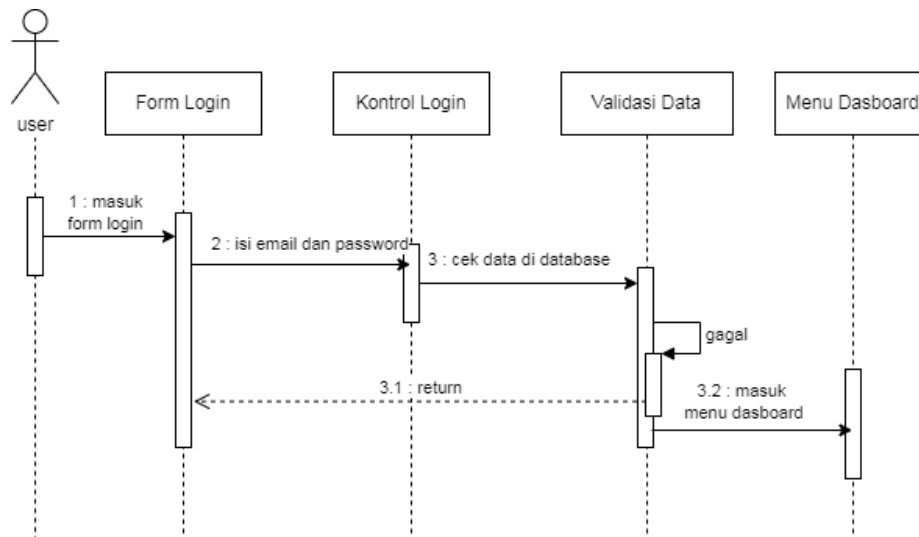 user
Form Login
Kontrol Login
Validasi Data
Menu Dasboard
1 : masuk
form login
2 : isi email dan password
3 : cek data di database
gagal
3.1 : return
3.2 : masuk
menu dasboard